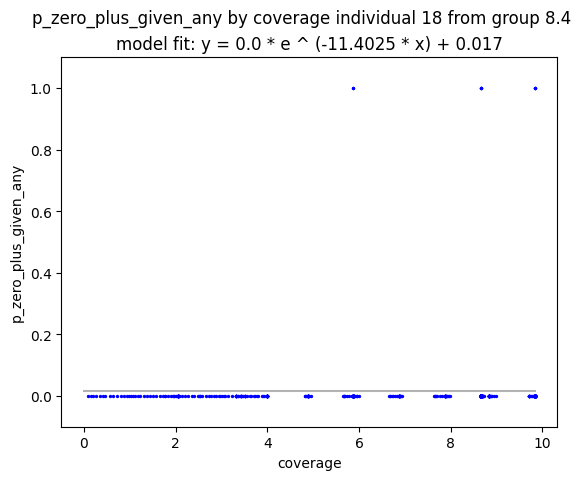 p_zero_plus_given_any by coverage individual 18 from group 8.4
model fit: y = 0.0 * e ^ (-11.4025 * x) + 0.017
1.0
0.8
0.6
0.4
0.2
0.0
p_zero_plus_given_any
0 2 4 6 8 10
coverage